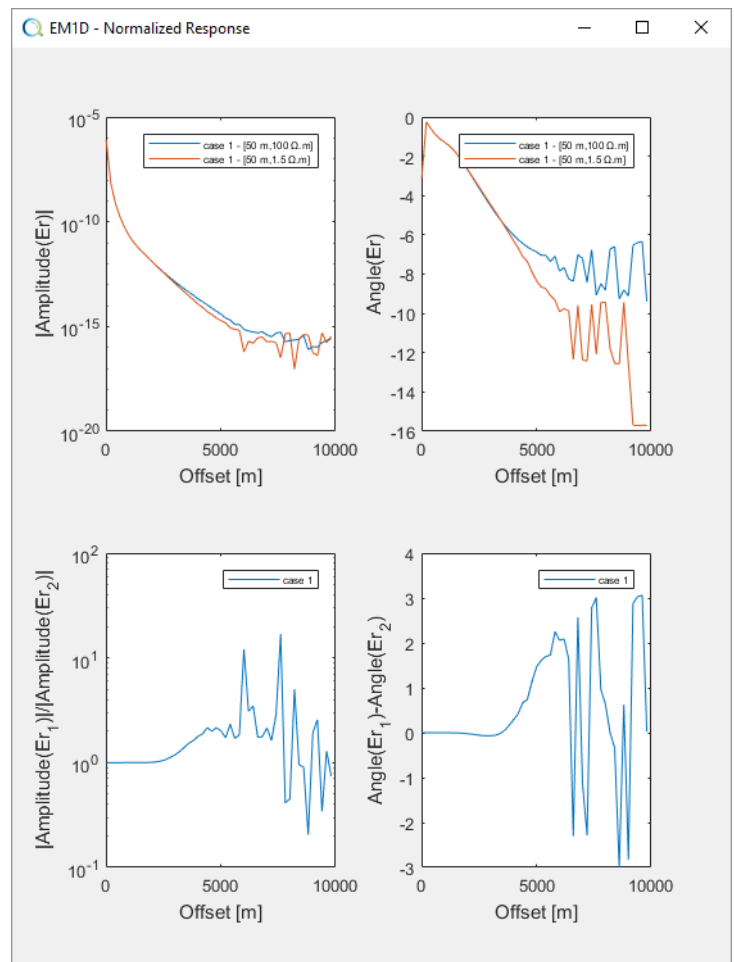 EM1D - Normalized Response
|Amplitude(Er)|
10^-5
10^-10
10^-15
10^-20
case 1 - [50 m,100 Ω.m]
case 1 - [50 m,1.5 Ω.m]
0
5000
10000
Offset [m]
Angle(Er)
0
-2
-4
-6
-8
-10
-12
-14
-16
case 1 - [50 m,100 Ω.m]
case 1 - [50 m,1.5 Ω.m]
0
5000
10000
Offset [m]
|Amplitude(Er_1)|/|Amplitude(Er_2)|
10^2
10^1
10^0
10^-1
case 1
0
5000
10000
Offset [m]
Angle(Er_1)-Angle(Er_2)
4
3
2
1
0
-1
-2
-3
case 1
0
5000
10000
Offset [m]